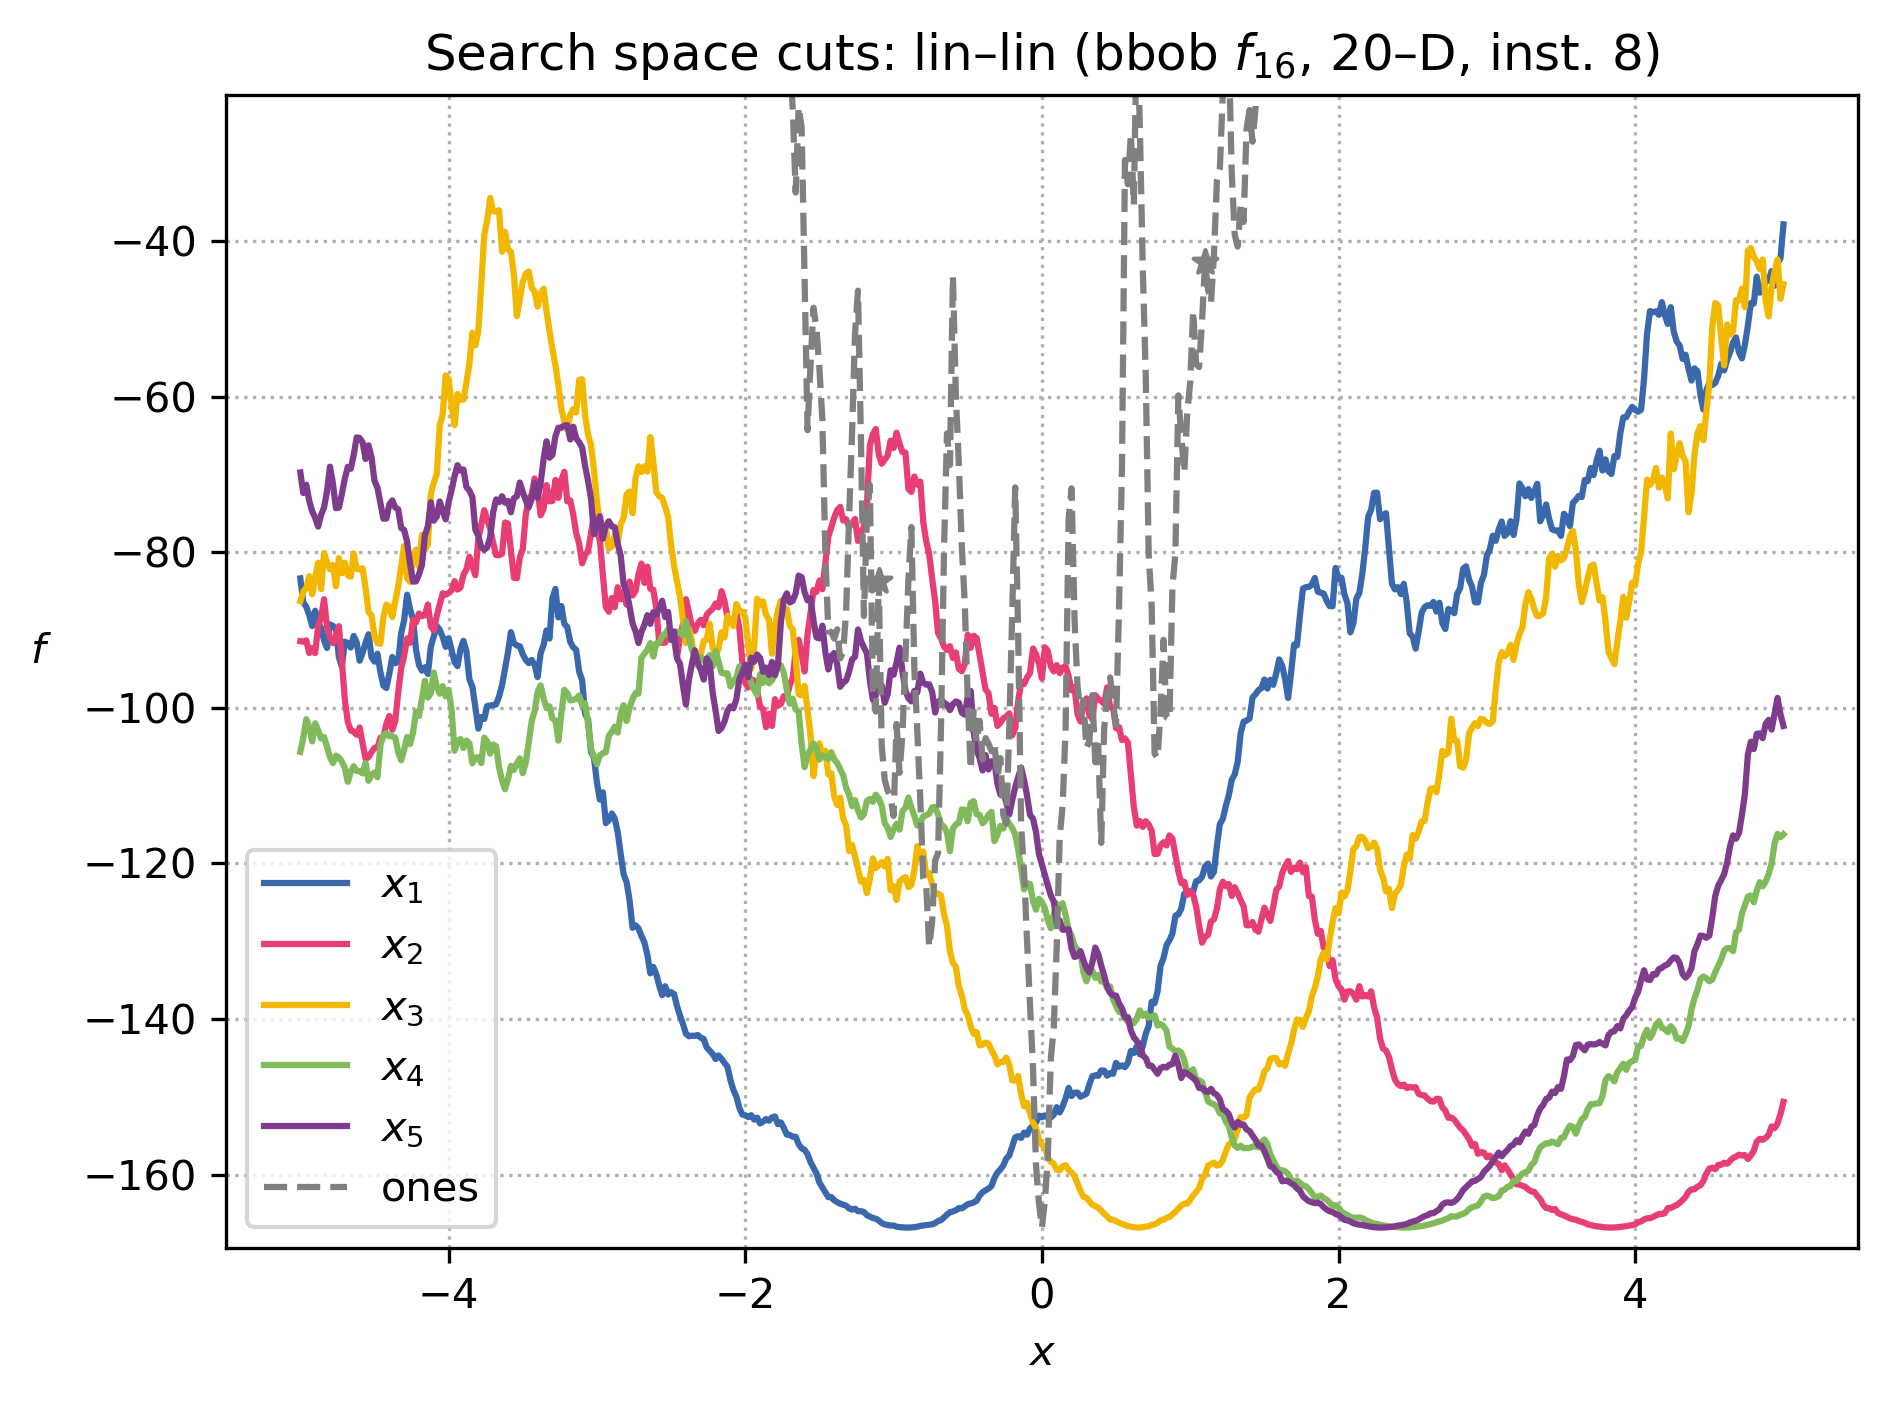 Search space cuts: lin–lin (bbob f₁₆, 20–D, inst. 8)
f
−40
−60
−80
−100
−120
−140
−160
x₁
x₂
x₃
x₄
x₅
ones
−4
−2
0
2
4
x